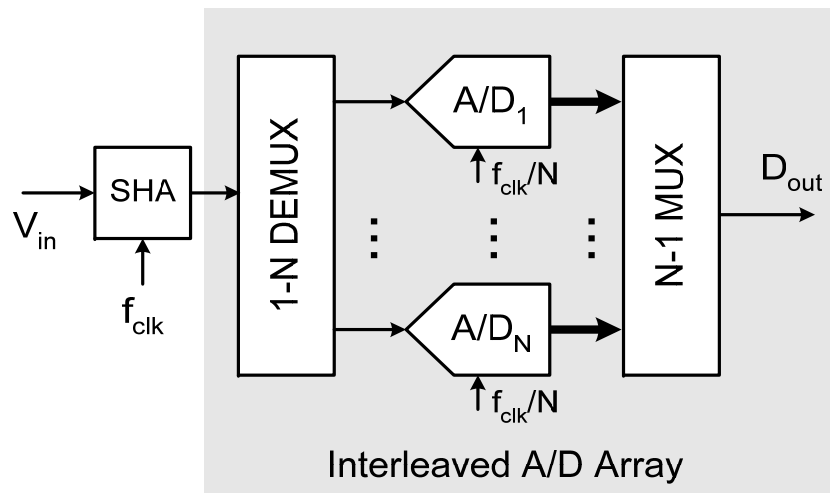 V_in
SHA
f_clk
1-N DEMUX
A/D_1
f_clk/N
A/D_N
f_clk/N
N-1 MUX
D_out
Interleaved A/D Array